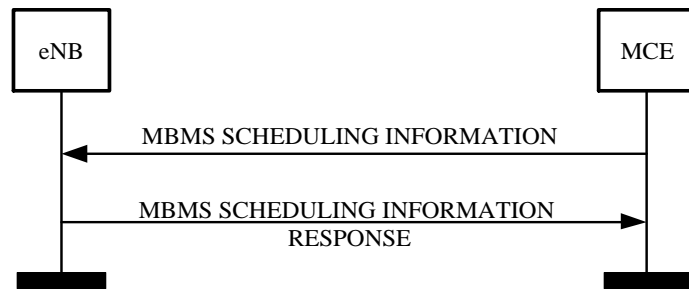 eNB
MCE
MBMS SCHEDULING INFORMATION
MBMS SCHEDULING INFORMATION
RESPONSE